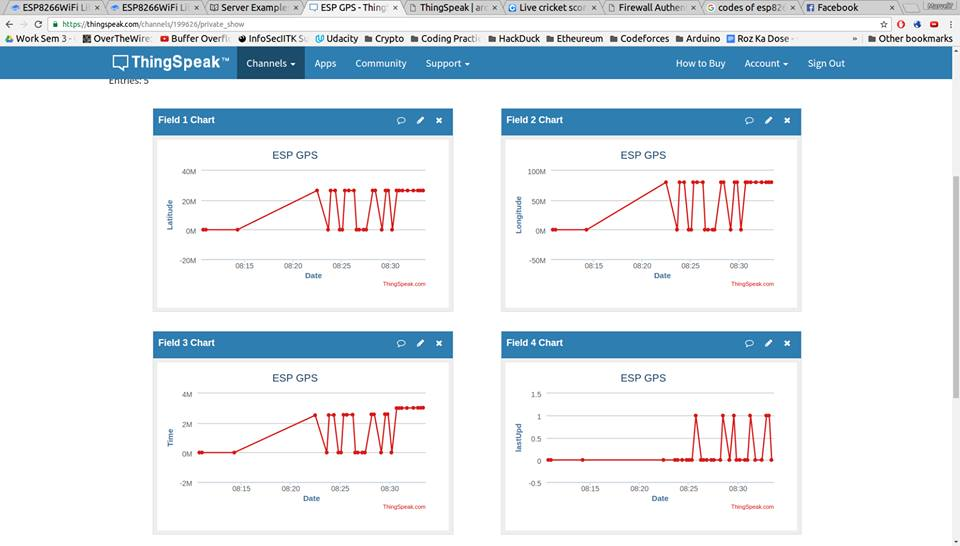 ESP8266WiFi Li
ESP8266WiFi Li
Server Example
ESP GPS - Thing
ThingSpeak | ar
Live cricket scor
Firewall Authen
codes of esp82
Facebook
https://thingspeak.com/channels/199626/private_show
Work Sem 3 -
OverTheWire
Buffer Overfl
InfoSecIITK Su
Udacity
Crypto
Coding Practic
HackDuck
Ethereum
Codeforces
Arduino
Roz Ka Dose -
»
Other bookmarks
ThingSpeak™
Channels
Apps
Community
Support
How to Buy
Account
Sign Out
Entries: 5
Field 1 Chart
ESP GPS
40M
20M
0M
-20M
Latitude
08:15 08:20 08:25 08:30
Date
ThingSpeak.com
Field 2 Chart
ESP GPS
100M
50M
0M
-50M
Longitude
08:15 08:20 08:25 08:30
Date
ThingSpeak.com
Field 3 Chart
ESP GPS
4M
2M
0M
-2M
Time
08:15 08:20 08:25 08:30
Date
ThingSpeak.com
Field 4 Chart
ESP GPS
1.5
1
0.5
0
-0.5
lastUpd
08:15 08:20 08:25 08:30
Date
ThingSpeak.com